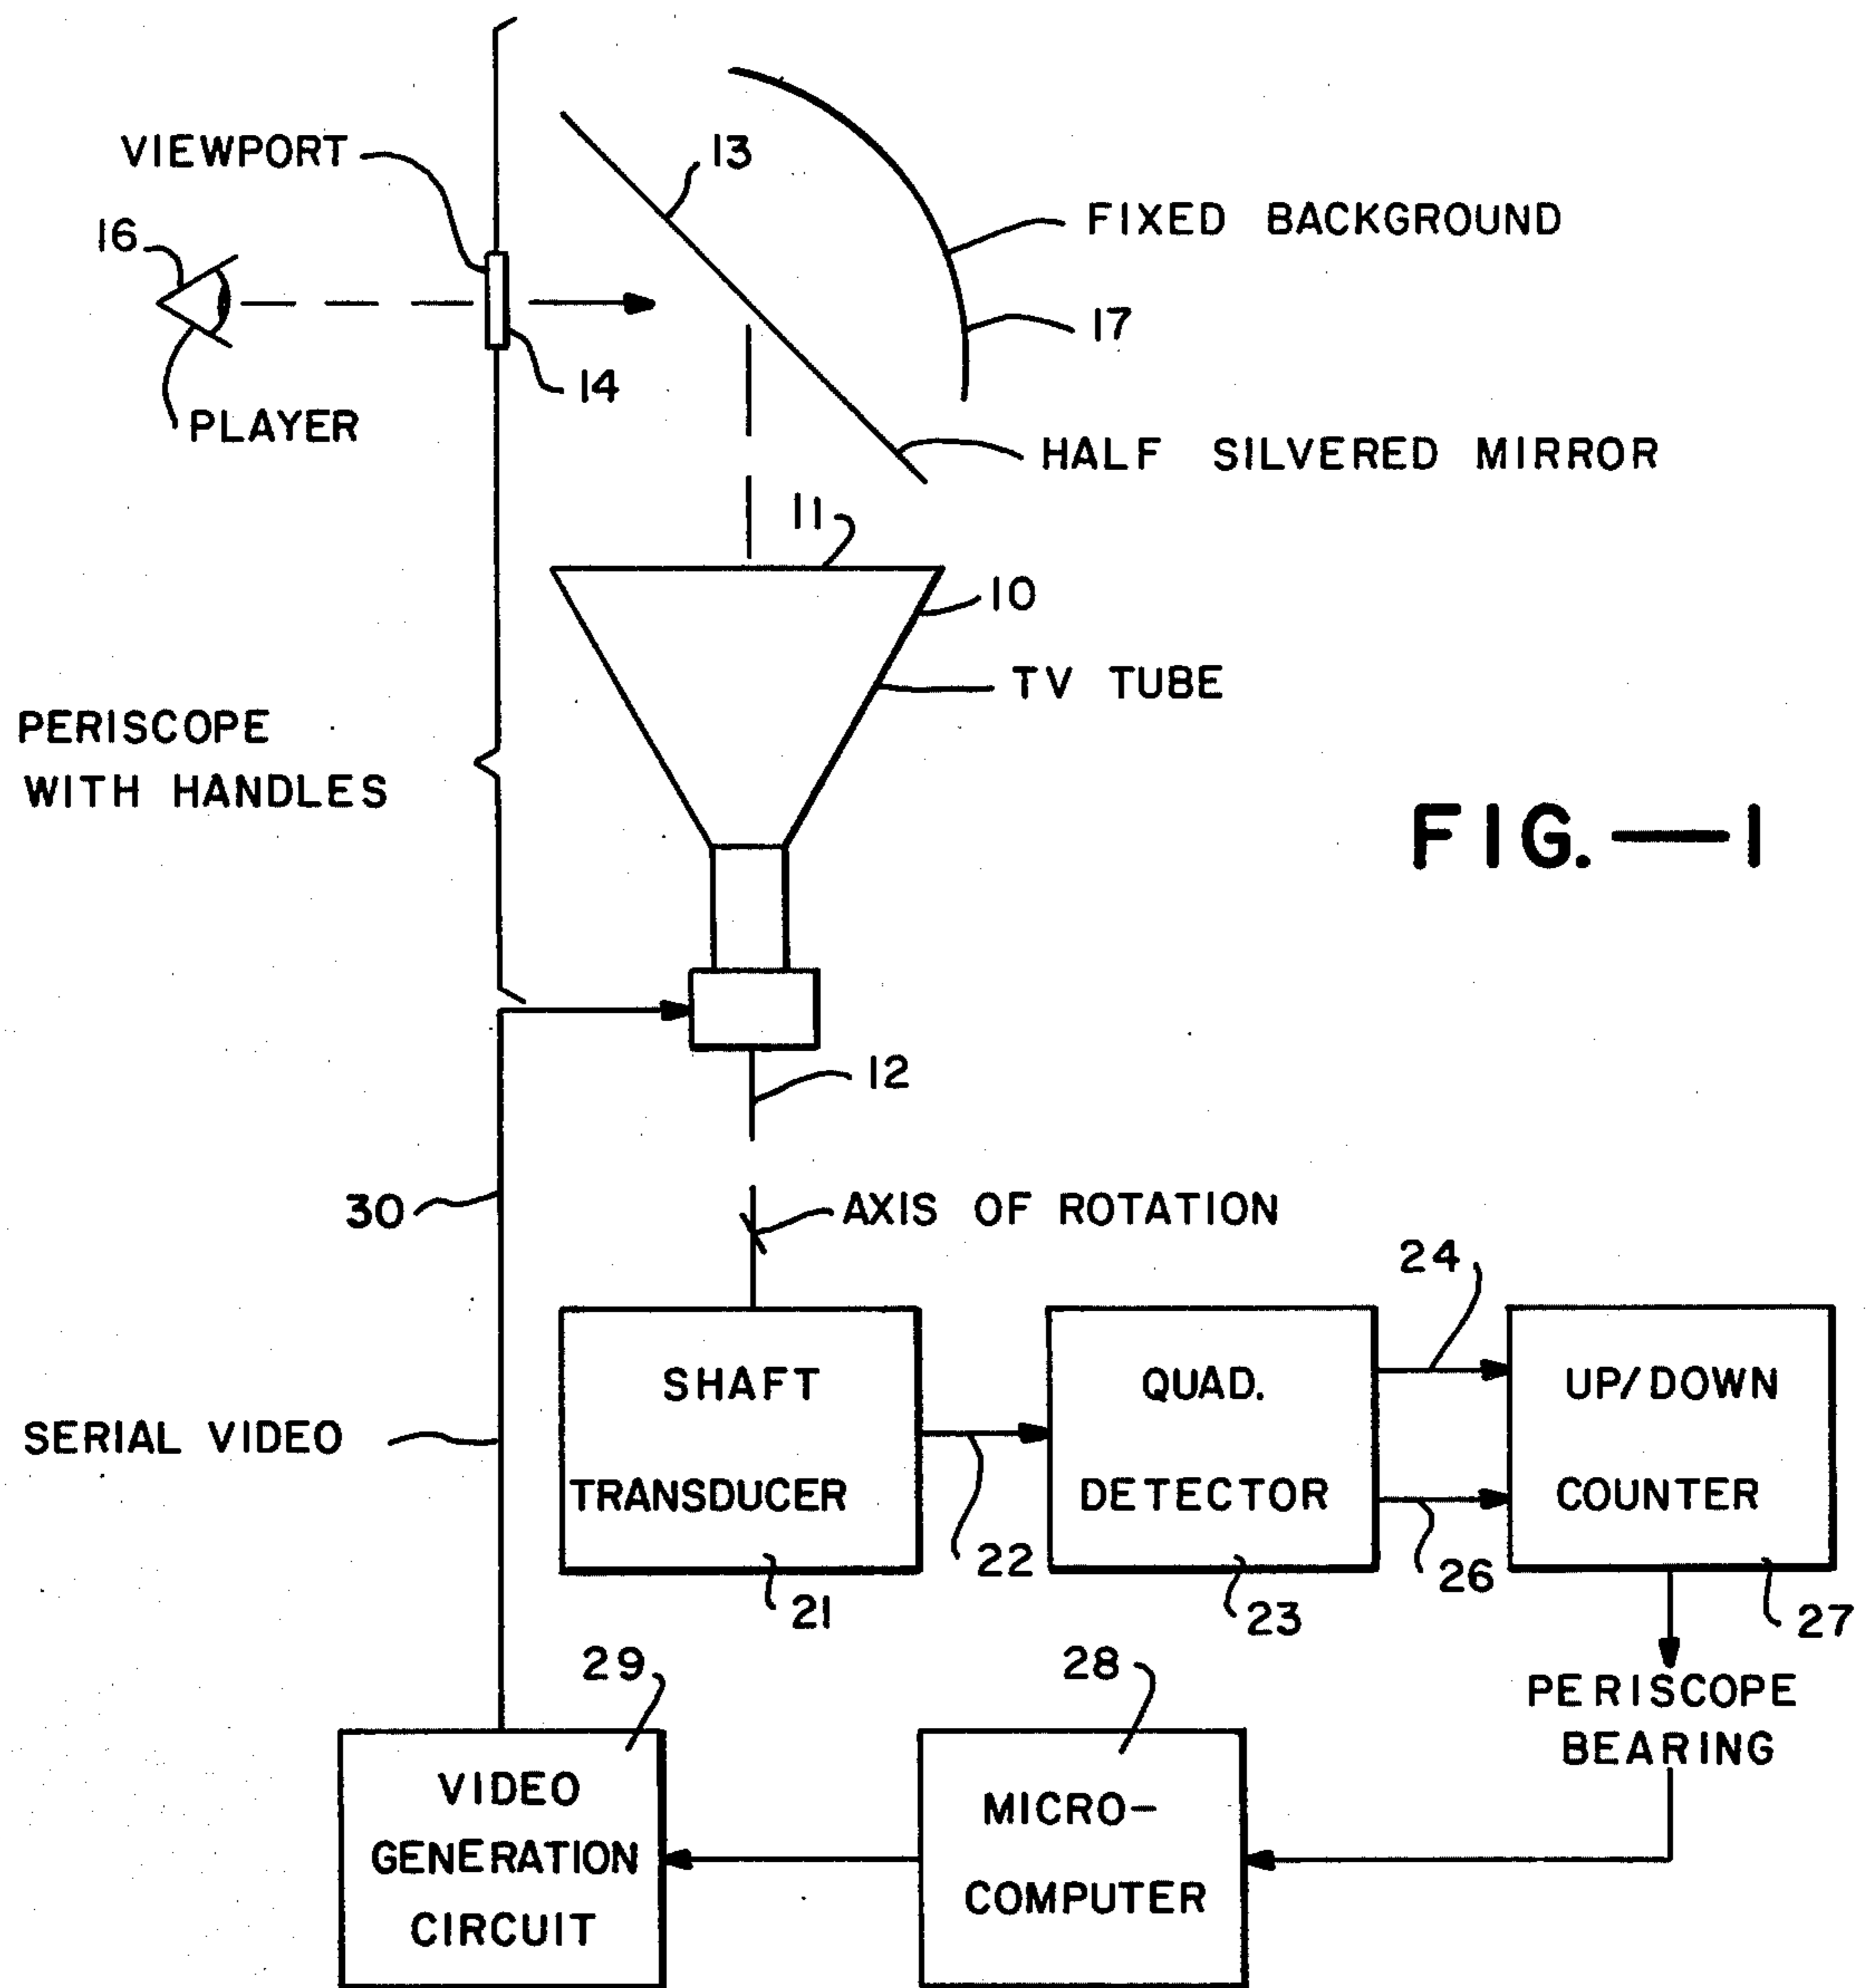 VIEWPORT
13
FIXED BACKGROUND
16
17
14
PLAYER
HALF SILVERED MIRROR
11
10
TV TUBE
PERISCOPE
WITH HANDLES
FIG.—1
12
30
AXIS OF ROTATION
24
SHAFT
TRANSDUCER
QUAD.
DETECTOR
UP/DOWN
COUNTER
SERIAL VIDEO
22
26
21
23
27
29
28
PERISCOPE
BEARING
VIDEO
GENERATION
CIRCUIT
MICRO-
COMPUTER